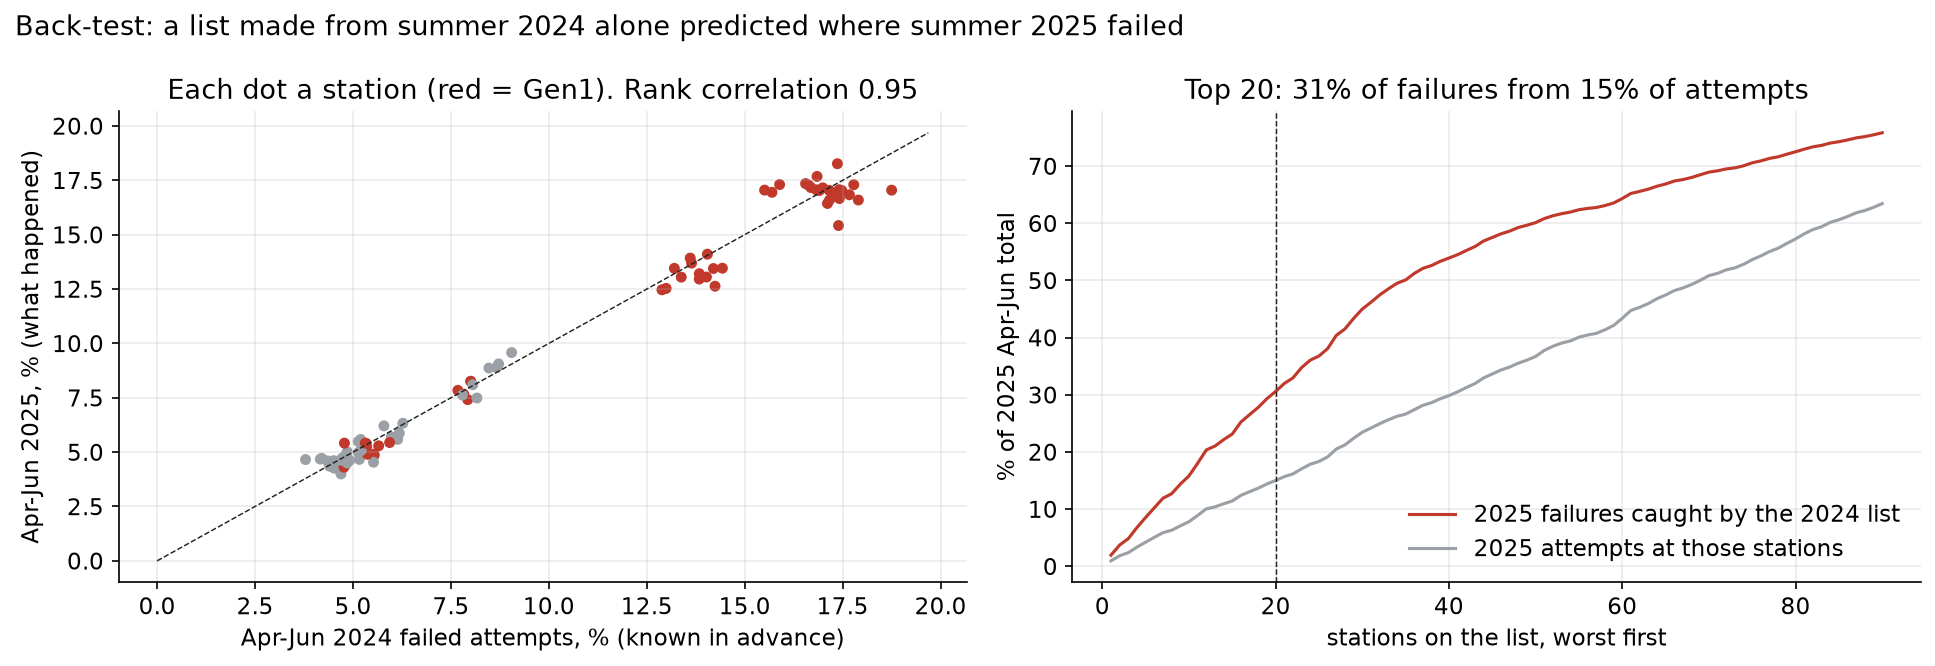 Back-test: a list made from summer 2024 alone predicted where summer 2025 failed
Each dot a station (red = Gen1). Rank correlation 0.95
20.0
17.5
15.0
12.5
10.0
7.5
5.0
2.5
0.0
Apr-Jun 2025, % (what happened)
0.0 2.5 5.0 7.5 10.0 12.5 15.0 17.5 20.0
Apr-Jun 2024 failed attempts, % (known in advance)
Top 20: 31% of failures from 15% of attempts
70
60
50
40
30
20
10
0
% of 2025 Apr-Jun total
2025 failures caught by the 2024 list
2025 attempts at those stations
0 20 40 60 80
stations on the list, worst first